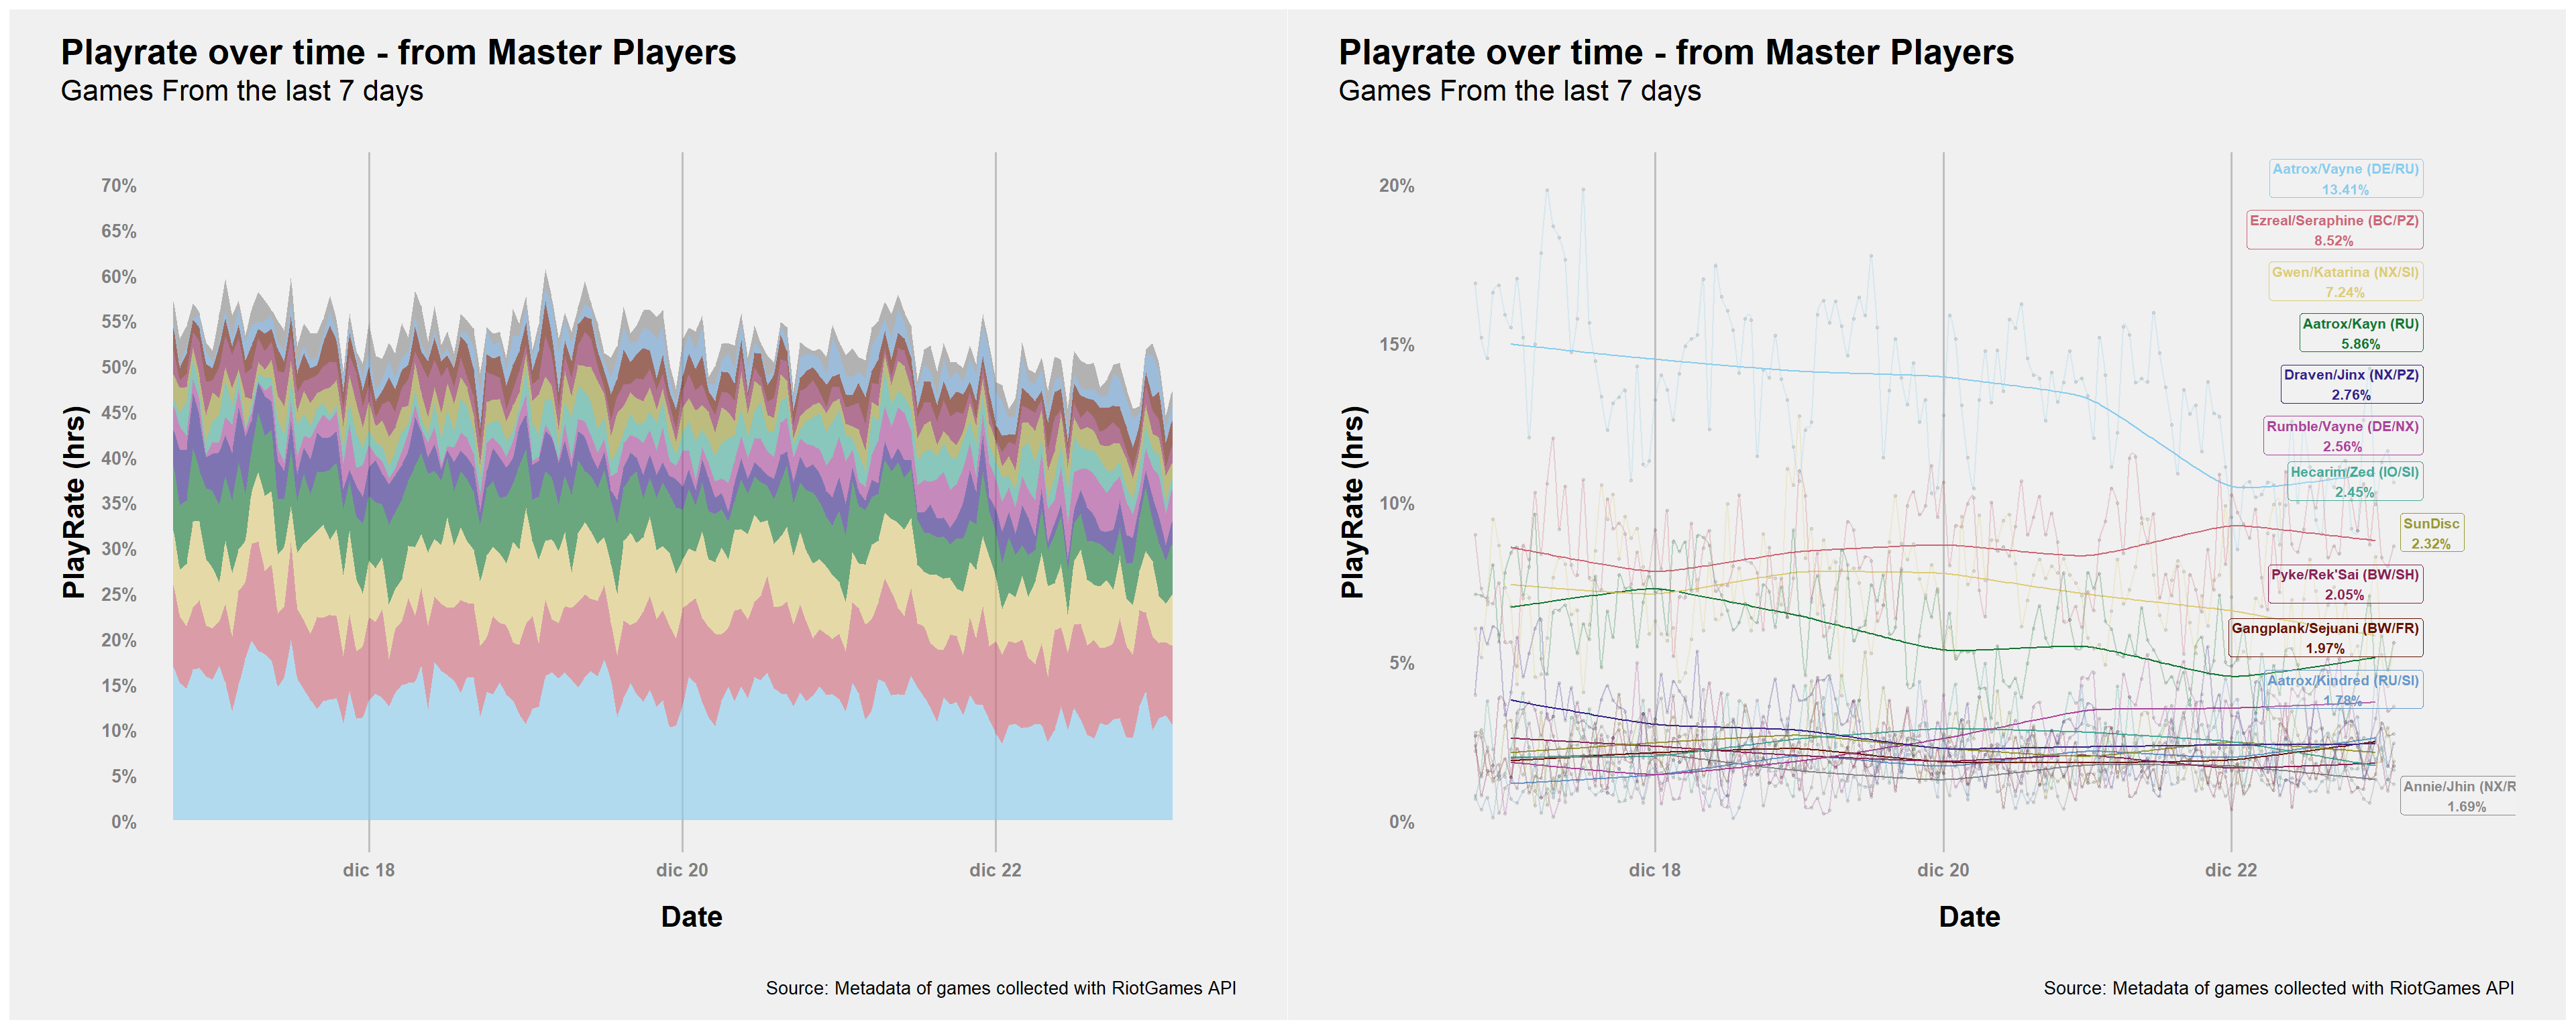 Playrate over time - from Master Players
Games From the last 7 days
PlayRate (hrs)
70%
65%
60%
55%
50%
45%
40%
35%
30%
25%
20%
15%
10%
5%
0%
dic 18
dic 20
dic 22
Date
Source: Metadata of games collected with RiotGames API
Playrate over time - from Master Players
Games From the last 7 days
PlayRate (hrs)
20%
15%
10%
5%
0%
Aatrox/Vayne (DE/RU)
13.41%
Ezreal/Seraphine (BC/PZ)
8.52%
Gwen/Katarina (NX/SI)
7.24%
Aatrox/Kayn (RU)
5.86%
Draven/Jinx (NX/PZ)
2.76%
Rumble/Vayne (DE/NX)
2.56%
Hecarim/Zed (IO/SI)
2.45%
SunDisc
2.32%
Pyke/Rek'Sai (BW/SH)
2.05%
Gangplank/Sejuani (BW/FR)
1.97%
Aatrox/Kindred (RU/SI)
1.78%
Annie/Jhin (NX/R
1.69%
dic 18
dic 20
dic 22
Date
Source: Metadata of games collected with RiotGames API